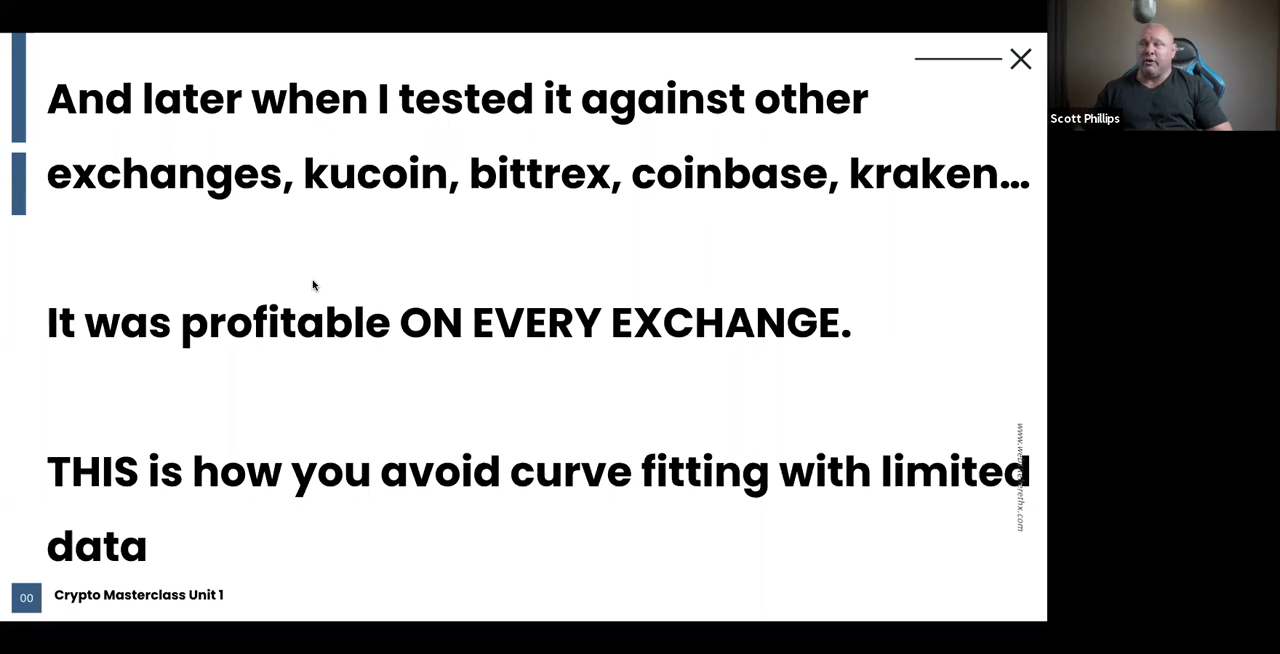 And later when I tested it against other
exchanges, kucoin, bittrex, coinbase, kraken...
It was profitable ON EVERY EXCHANGE.
THIS is how you avoid curve fitting with limited
data
00
Crypto Masterclass Unit 1
Scott Phillips